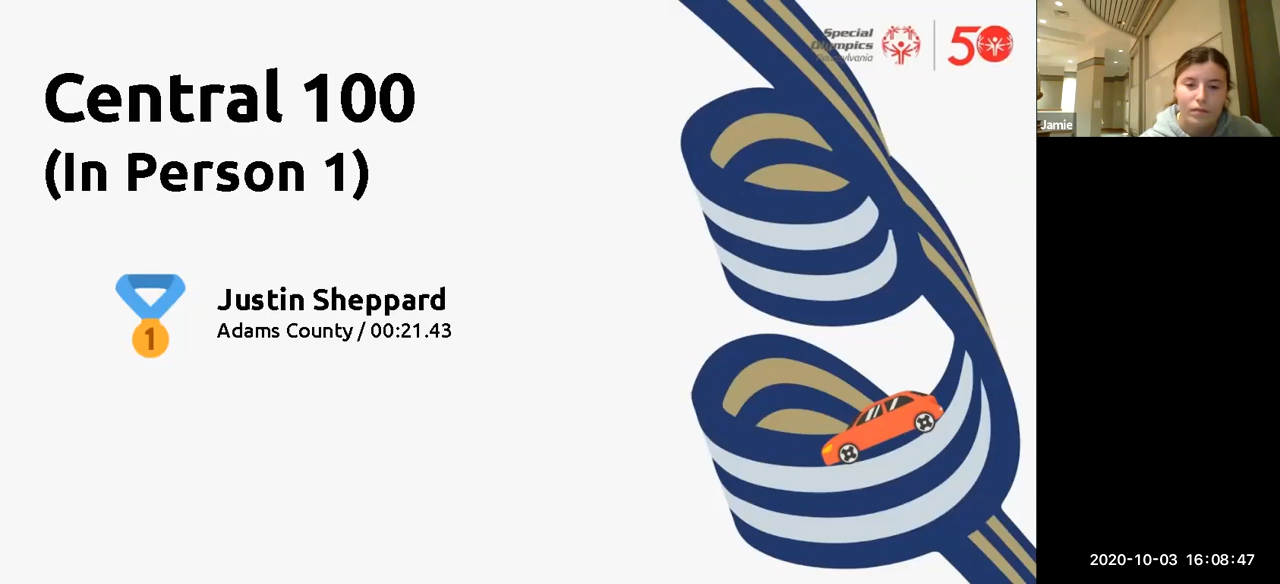 Central 100
(In Person 1)
Special
Olympics
Pennsylvania
50
1
Justin Sheppard
Adams County / 00:21.43
Jamie
2020-10-03 16:08:47